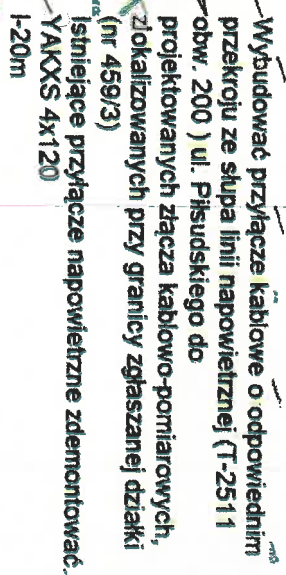 Wybudować przyłącze kablowe o odpowiednim
przekroju ze słupa linii napowietrznej (T-2511
obw. 200 ) ul. Piłsudskiego do
projektowanych złącza kablowo-pomiarowych,
zlokalizowanych przy granicy zgłaszanej działki
(nr 459/3)
Istniejące przyłącze napowietrzne zdemontować.
YAKXS 4x120
l-20m